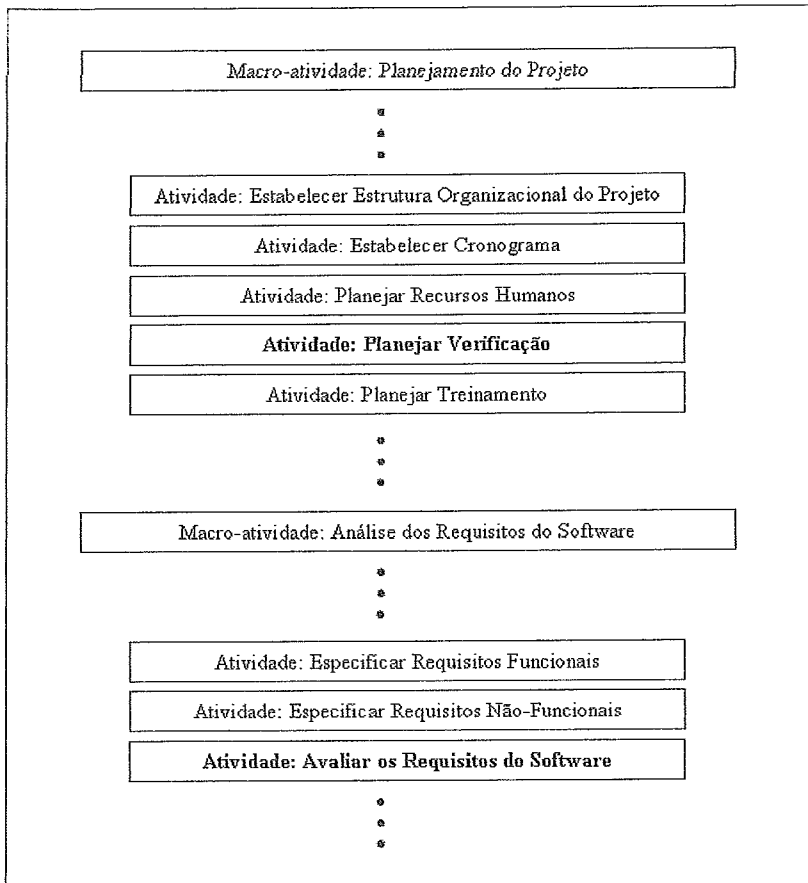 Macro-atividade: Planejamento do Projeto
Atividade: Estabelecer Estrutura Organizacional do Projeto
Atividade: Estabelecer Cronograma
Atividade: Planejar Recursos Humanos
Atividade: Planejar Verificação
Atividade: Planejar Treinamento
Macro-atividade: Análise dos Requisitos do Software
Atividade: Especificar Requisitos Funcionais
Atividade: Especificar Requisitos Não-Funcionais
Atividade: Avaliar os Requisitos do Software